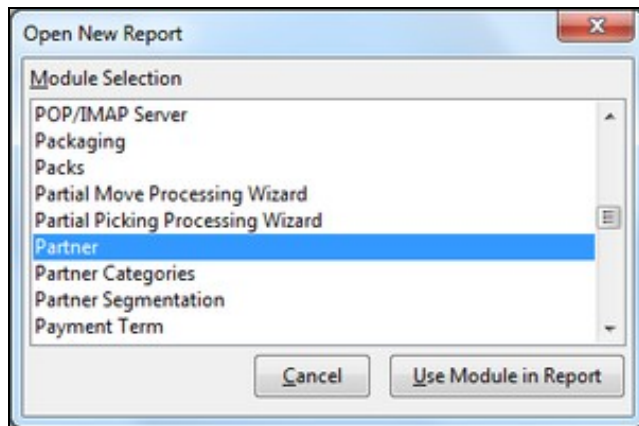 Open New Report
Module Selection
POP/IMAP Server
Packaging
Packs
Partial Move Processing Wizard
Partial Picking Processing Wizard
Partner
Partner Categories
Partner Segmentation
Payment Term
Cancel Use Module in Report